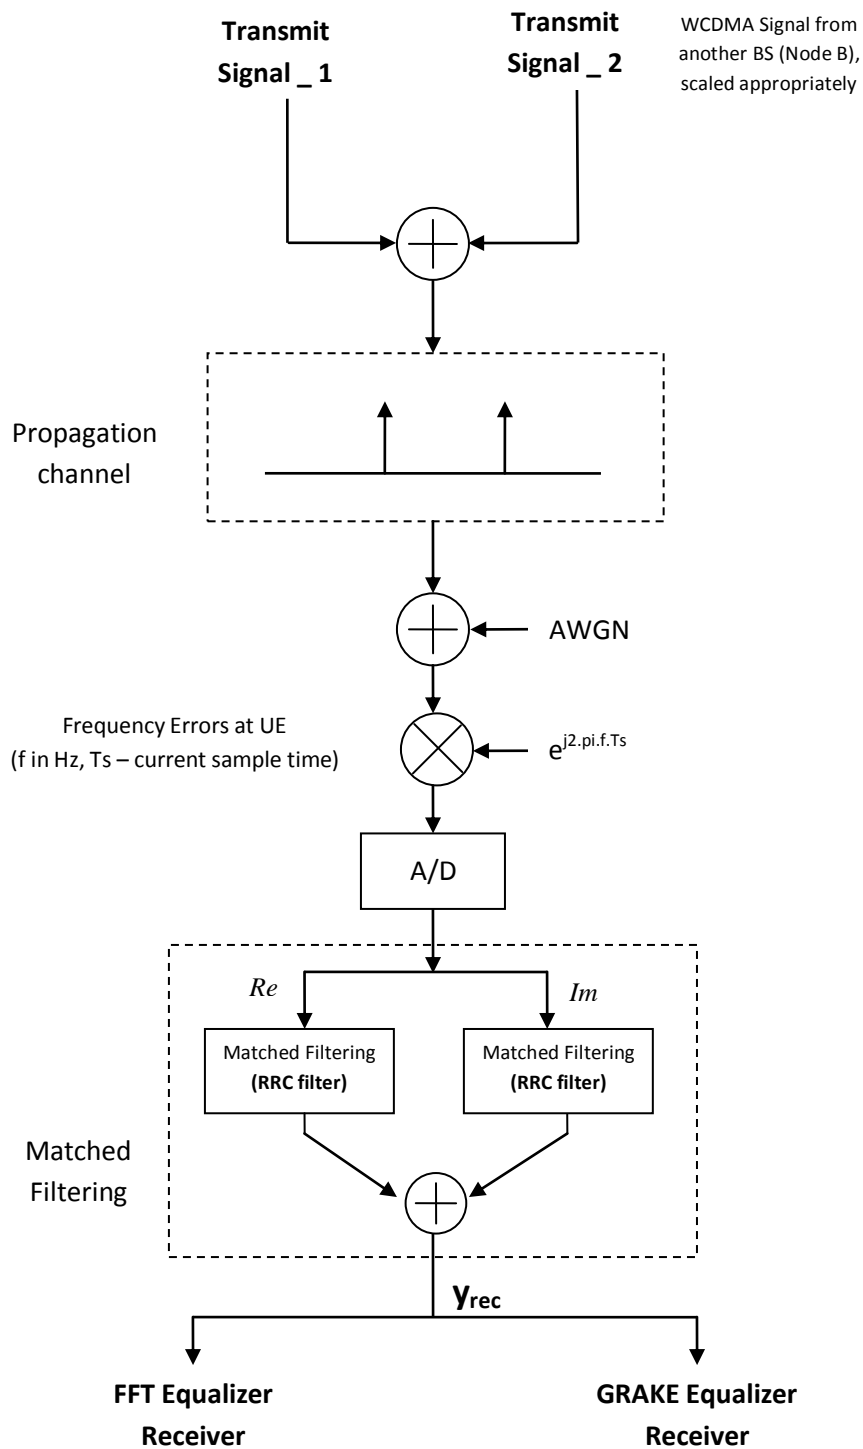 Transmit
Signal _ 1
Transmit
Signal _ 2
WCDMA Signal from
another BS (Node B),
scaled appropriately
Propagation
channel
AWGN
Frequency Errors at UE
(f in Hz, Ts – current sample time)
e^j2.pi.f.Ts
A/D
Re
Im
Matched Filtering
(RRC filter)
Matched Filtering
(RRC filter)
Matched
Filtering
y_rec
FFT Equalizer
Receiver
GRAKE Equalizer
Receiver